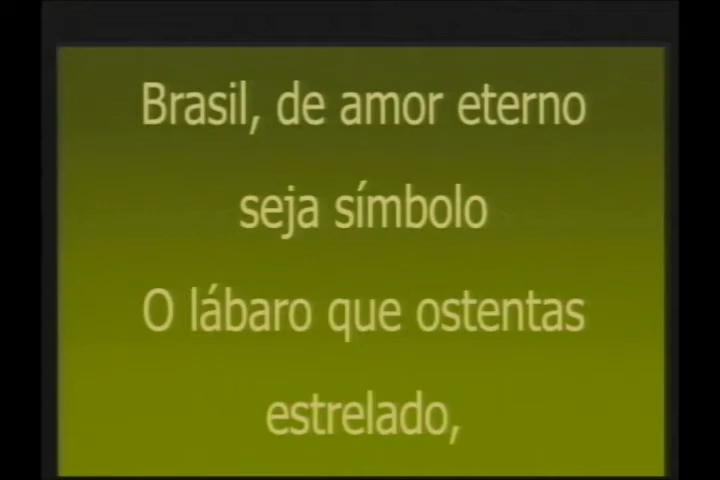 Brasil, de amor eterno
seja símbolo
O lábaro que ostentas
estrelado,